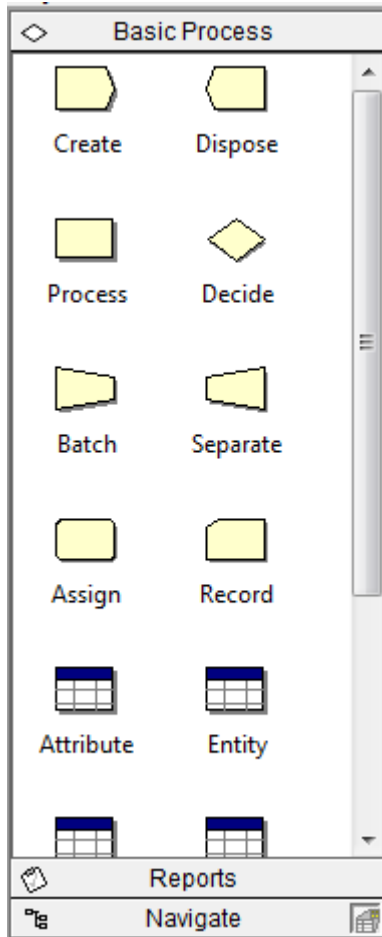 Basic Process
Create Dispose
Process Decide
Batch Separate
Assign Record
Attribute Entity
Reports
Navigate